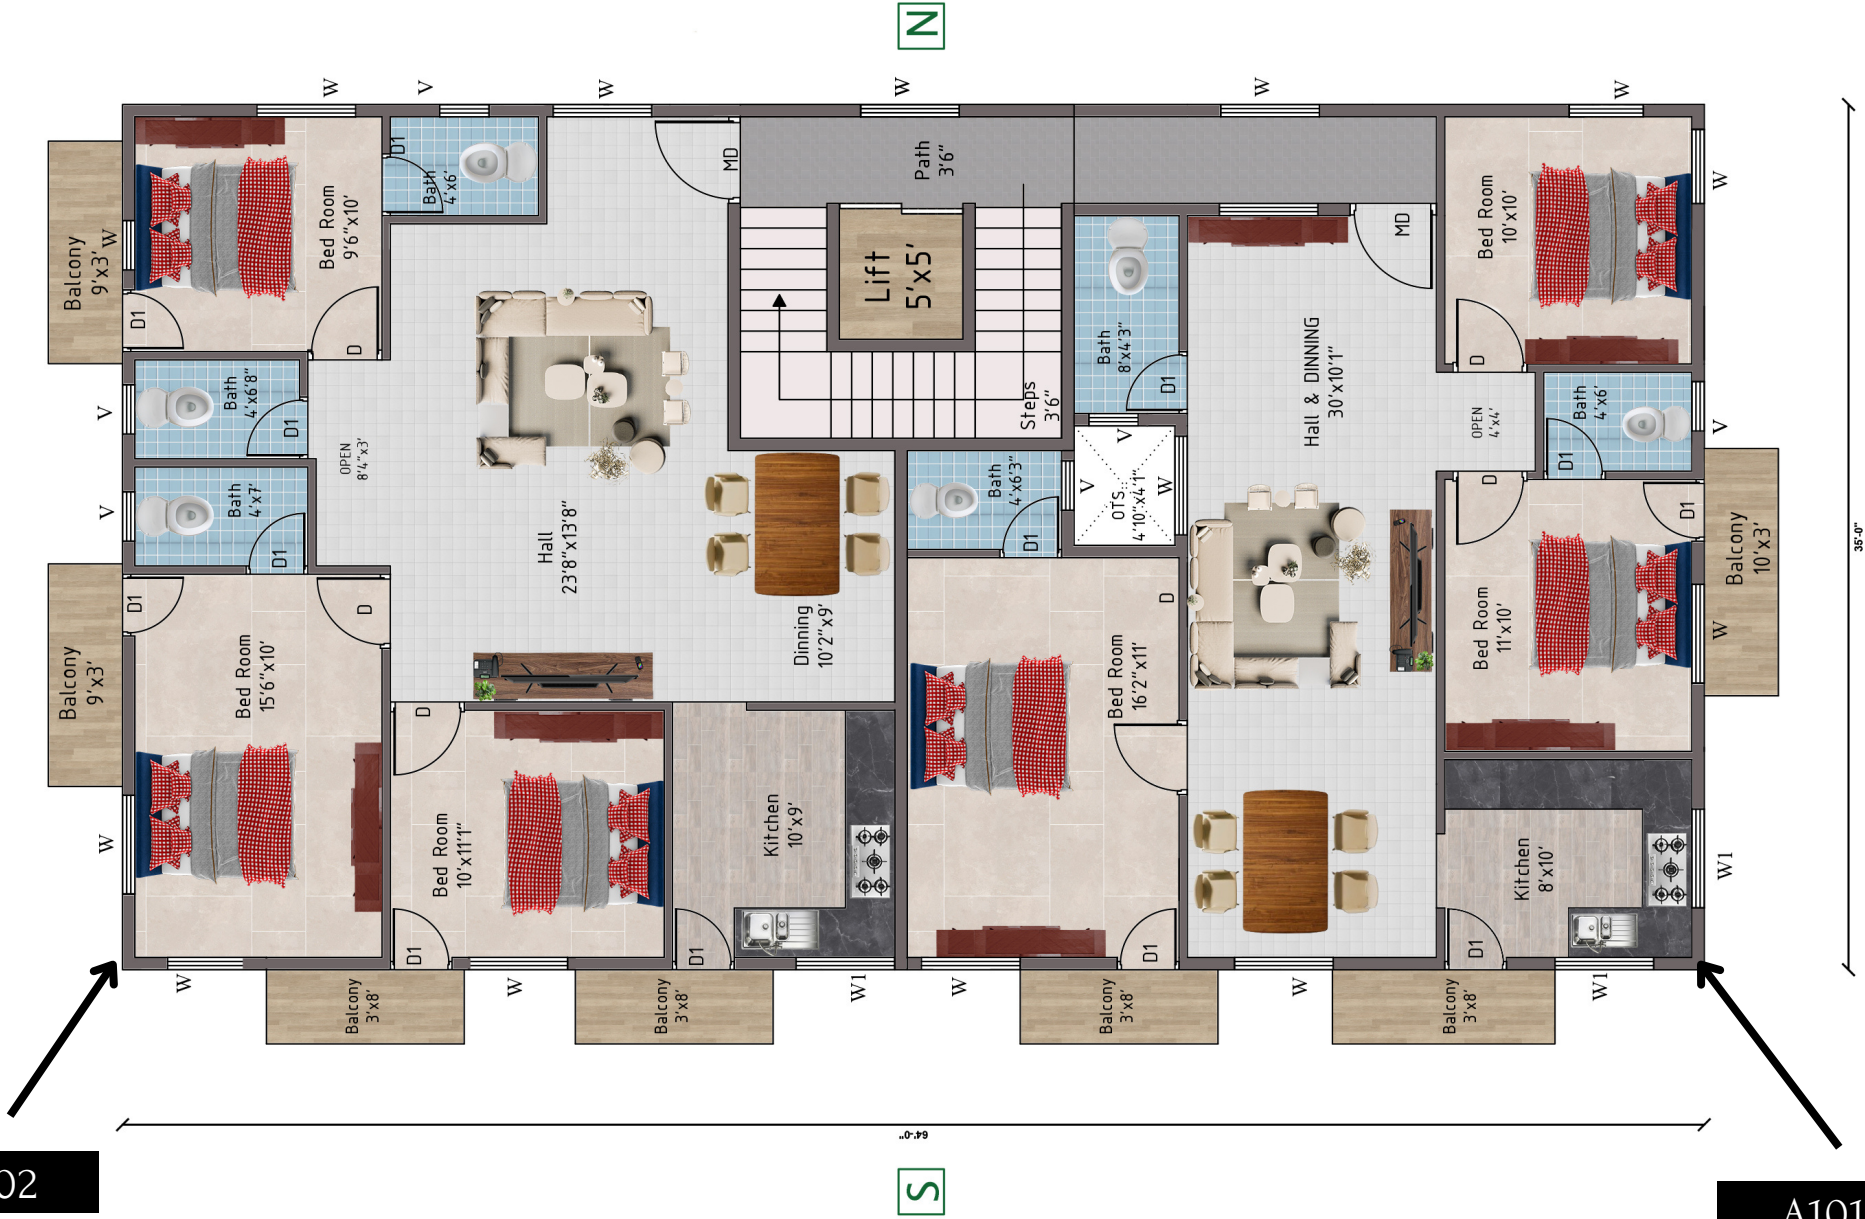 N
W
V
W
W
W
W
Balcony
9'x3'
W
D1
Bed Room
9'6"x10'
D
D1
Bath
4'x6'
MD
Path
3'6"
Lift
5'x5'
Steps
3'6"
Bath
8'x4'3"
D1
MD
Hall & DINNING
30'x10'1"
Bed Room
10'x10'
D
W
V
Bath
4'x6'8"
D1
OPEN
8'4"x3'
V
Bath
4'x7'
D1
Hall
23'8"x13'8"
Dinning
10'2"x9'
Bath
4'x6'3"
D1
V
V
W
OTS
4'10"x4'1"
OPEN
4'x4'
Bath
4'x6'
D1
V
Balcony
9'x3'
D1
D
Bed Room
15'6"x10'
W
D
Bed Room
10'x11'1"
D1
Kitchen
10'x9'
D1
D
Bed Room
16'2"x11'
D1
D
D1
Bed Room
11'x10'
W
Balcony
10'x3'
Kitchen
8'x10'
D1
W1
35'-0"
W
Balcony
3'x8'
W
Balcony
3'x8'
W1
W
Balcony
3'x8'
W
Balcony
3'x8'
W1
64'-0"
S
02
A101